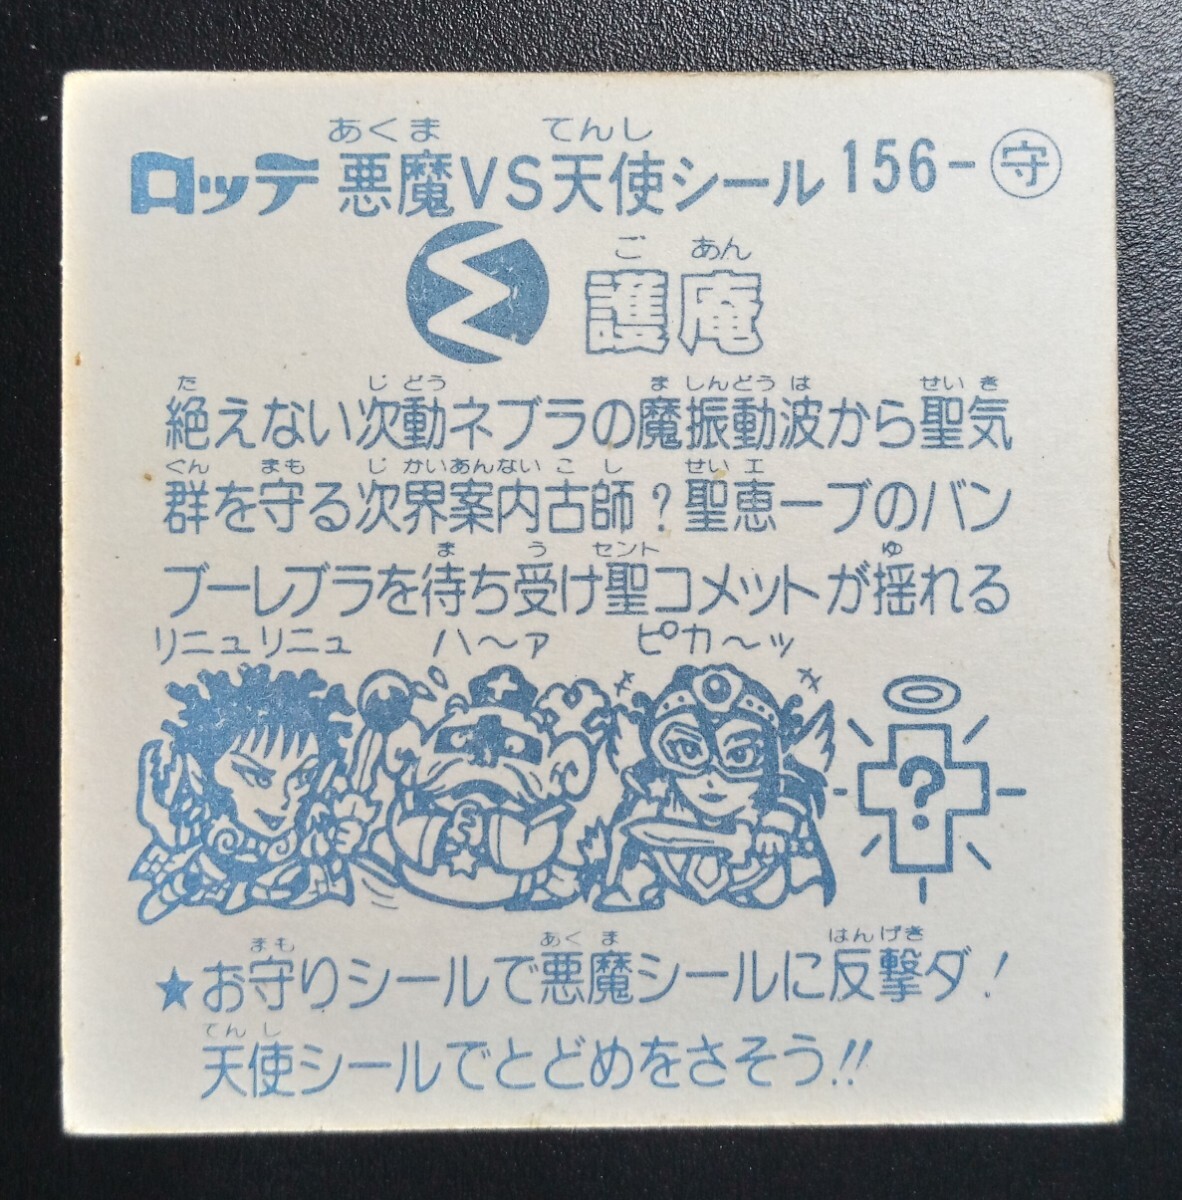 あくま てんし
ロッテ 悪魔VS天使シール 156-守
ご あん
護庵
た じ どう ま しんどう は せい き
絶えない次動ネブラの魔振動波から聖気
ぐん まも じ かいあんない こ し せい エ
群を守る次界案内古師?聖恵一ブのバン
ま う セント ゆ
ブーレブラを待ち受け聖コメットが揺れる
リニュリニュ ハ〜ァ ピカ〜ッ
?
まも あくま はんげき
★お守りシールで悪魔シールに反撃ダ!
てんし
天使シールでとどめをさそう!!